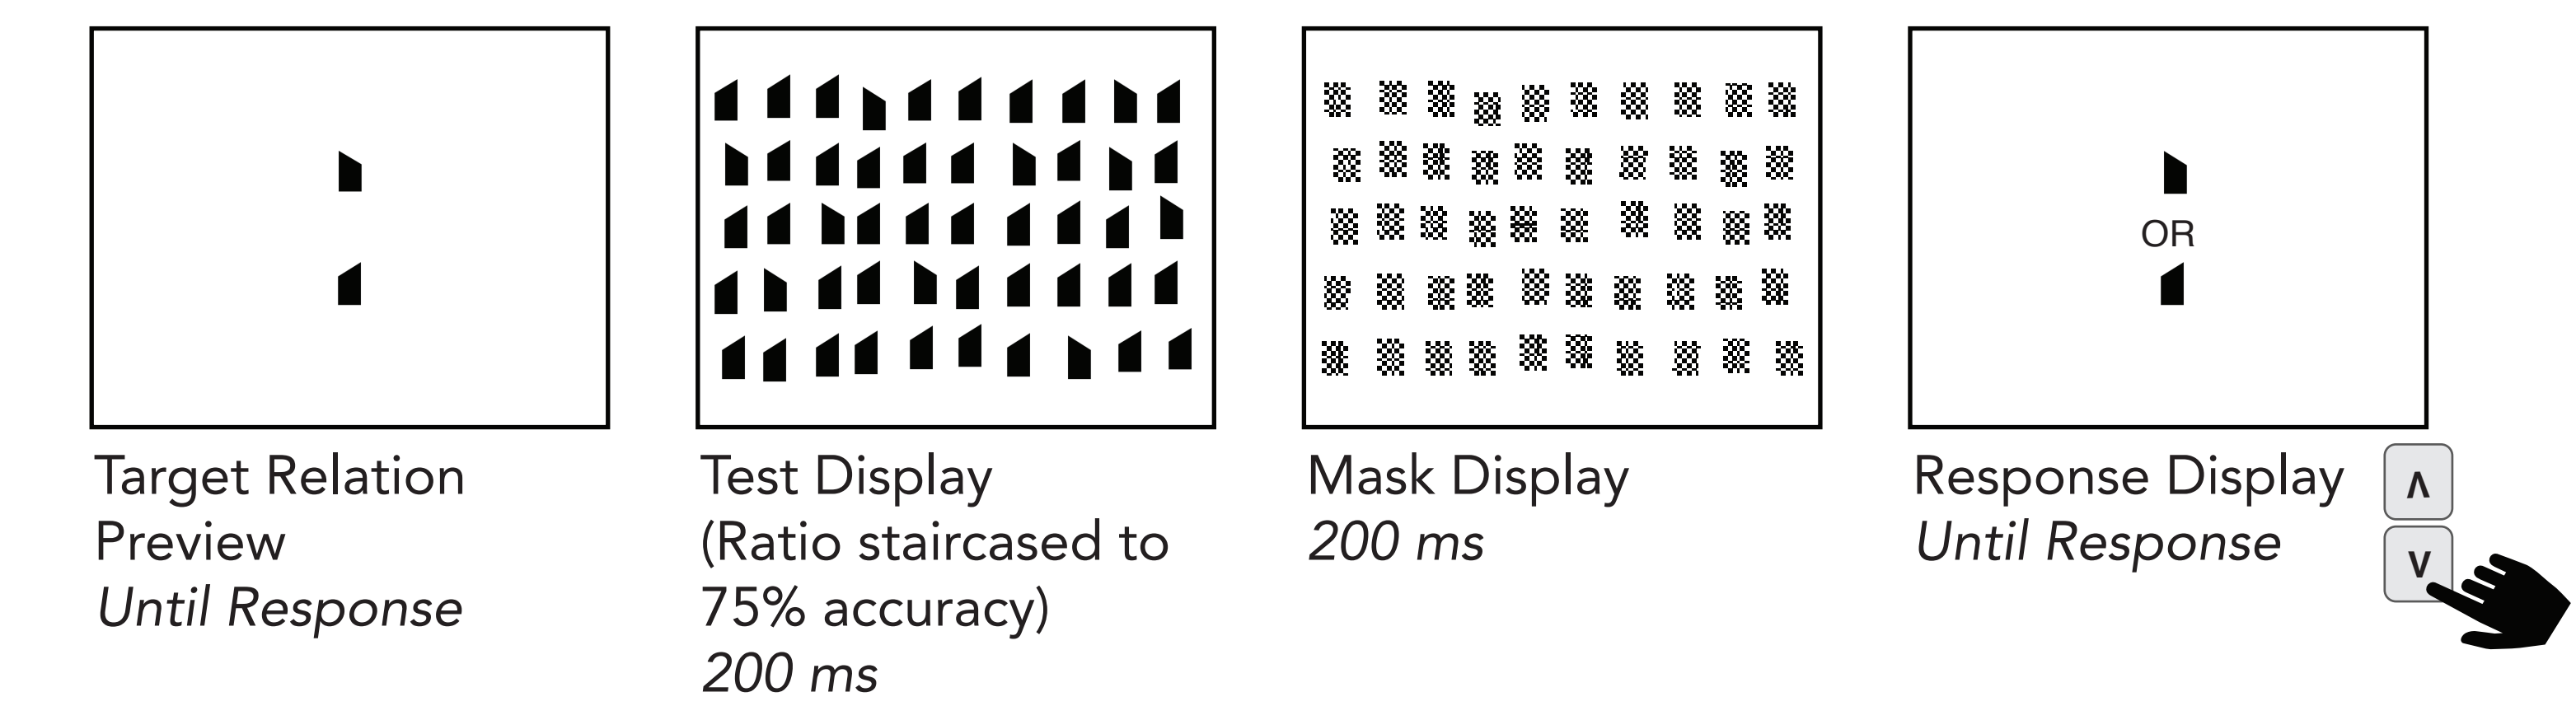 OR
Target Relation
Preview
Until Response
Test Display
(Ratio staircased to
75% accuracy)
200 ms
Mask Display
200 ms
Response Display
Until Response
∧
∨